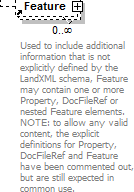 Feature
0..∞
Used to include additional
information that is not
explicitly defined by the
LandXML schema, Feature
may contain one or more
Property, DocFileRef or
nested Feature elements.
NOTE: to allow any valid
content, the explicit
definitions for Property,
DocFileRef and Feature
have been commented out,
but are still expected in
common use.